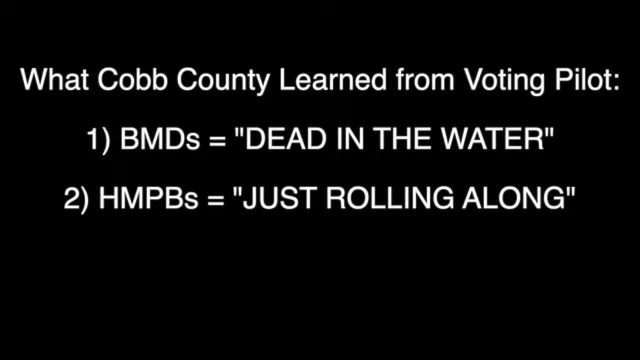 What Cobb County Learned from Voting Pilot:
1) BMDs = "DEAD IN THE WATER"
2) HMPBs = "JUST ROLLING ALONG"